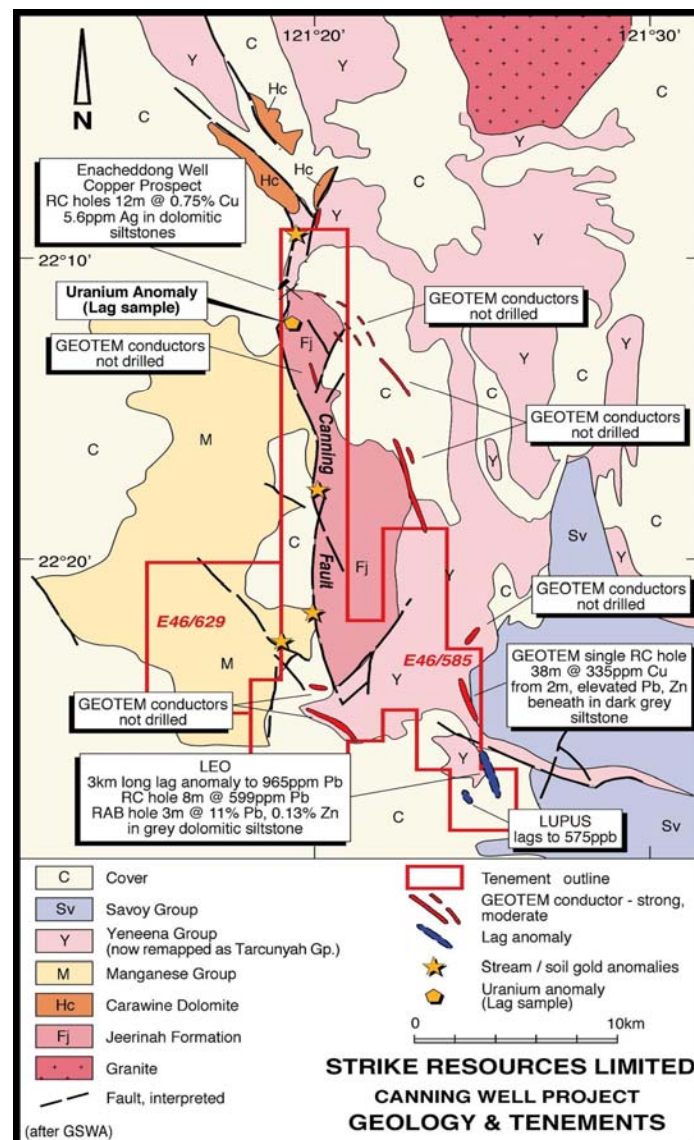 121°20'
121°30'
C
Y
Y
C
Hc
N
C
Y
Enacheddong Well
Copper Prospect
RC holes 12m @ 0.75% Cu
5.6ppm Ag in dolomitic
siltstones
Hc
Hc
Y
C
Y
22°10'
Uranium Anomaly
(Lag sample)
GEOTEM conductors
not drilled
GEOTEM conductors
not drilled
Fj
Y
Y
C
C
GEOTEM conductors
not drilled
M
C
Canning
Fault
Y
C
Sv
Y
22°20'
C
Fj
Y
C
GEOTEM conductors
not drilled
E46/629
M
E46/585
Y
GEOTEM single RC hole
38m @ 335ppm Cu
from 2m, elevated Pb, Zn
beneath in dark grey
siltstone
GEOTEM conductors
not drilled
C
LEO
3km long lag anomaly to 965ppm Pb
RC hole 8m @ 599ppm Pb
RAB hole 3m @ 11% Pb, 0.13% Zn
in grey dolomitic siltstone
Y
C
LUPUS
lags to 575ppb
Sv
C Cover
Sv Savoy Group
Y Yeneena Group
(now remapped as Tarcunyah Gp.)
M Manganese Group
Hc Carawine Dolomite
Fj Jeerinah Formation
Granite
Fault, interpreted
(after GSWA)
Tenement outline
GEOTEM conductor - strong,
moderate
Lag anomaly
Stream / soil gold anomalies
Uranium anomaly
(Lag sample)
0 10km
STRIKE RESOURCES LIMITED
CANNING WELL PROJECT
GEOLOGY & TENEMENTS